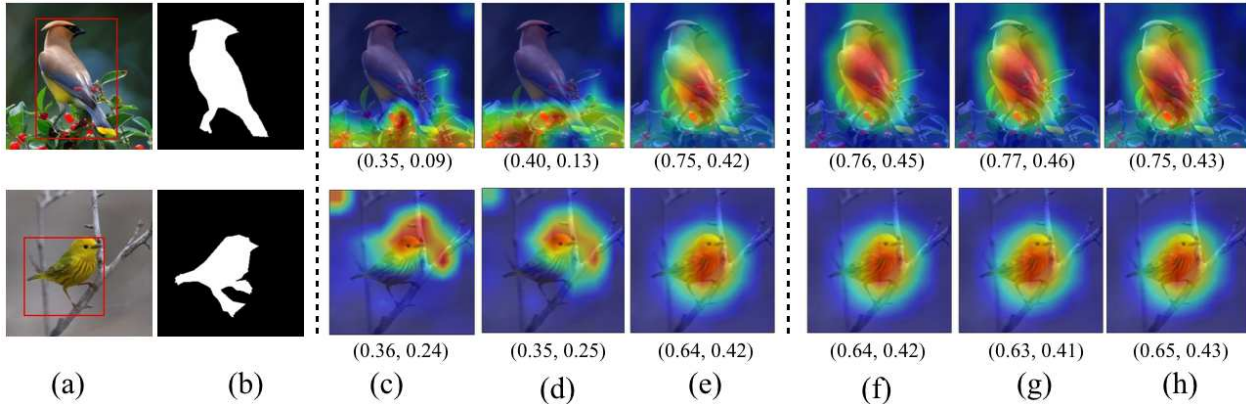 (0.35, 0.09) (0.40, 0.13) (0.75, 0.42) (0.76, 0.45) (0.77, 0.46) (0.75, 0.43)
(0.36, 0.24) (0.35, 0.25) (0.64, 0.42) (0.64, 0.42) (0.63, 0.41) (0.65, 0.43)
(a) (b) (c) (d) (e) (f) (g) (h)